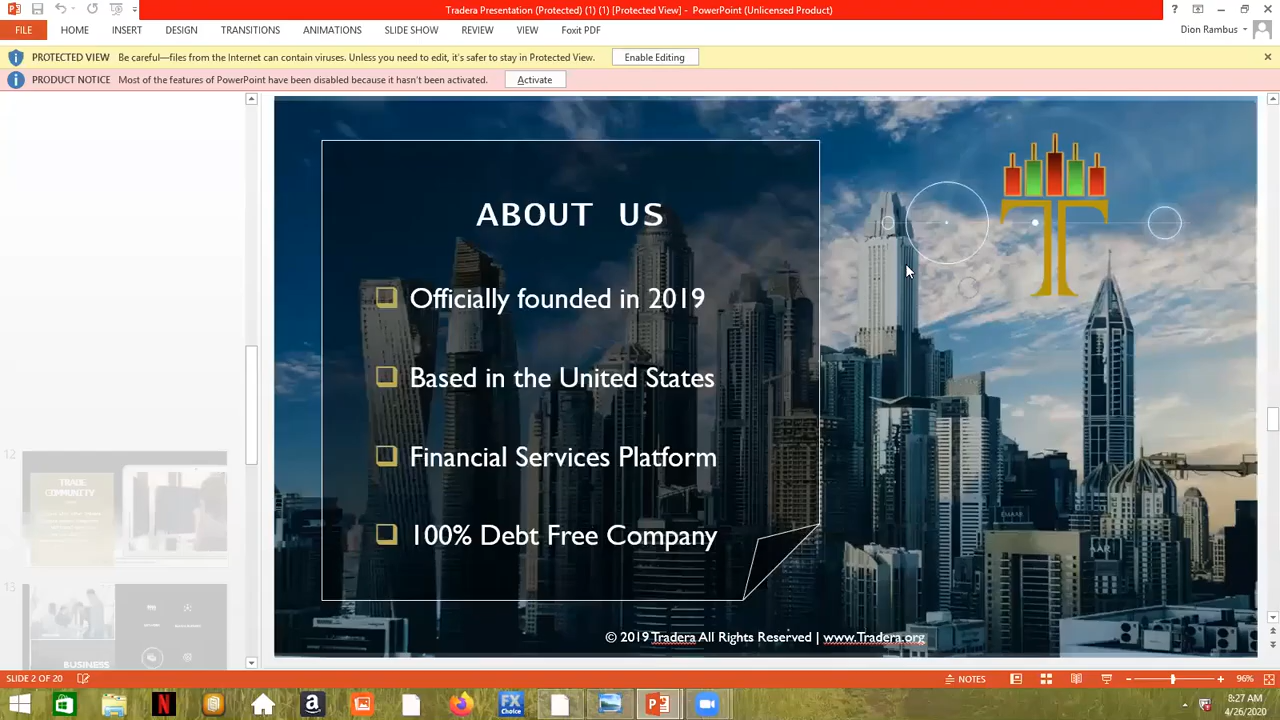 Tradera Presentation (Protected) (1) (1) [Protected View] - PowerPoint (Unlicensed Product)
FILE HOME INSERT DESIGN TRANSITIONS ANIMATIONS SLIDE SHOW REVIEW VIEW Foxit PDF Dion Rambus
PROTECTED VIEW Be careful—files from the Internet can contain viruses. Unless you need to edit, it's safer to stay in Protected View. Enable Editing
PRODUCT NOTICE Most of the features of PowerPoint have been disabled because it hasn't been activated. Activate
ABOUT US
Officially founded in 2019
Based in the United States
Financial Services Platform
100% Debt Free Company
© 2019 Tradera All Rights Reserved | www.Tradera.org
12
TRADE
COMMUNITY
13
BUSINESS
SLIDE 2 OF 20 NOTES 96%
FX
Choice
8:27 AM
4/26/2020